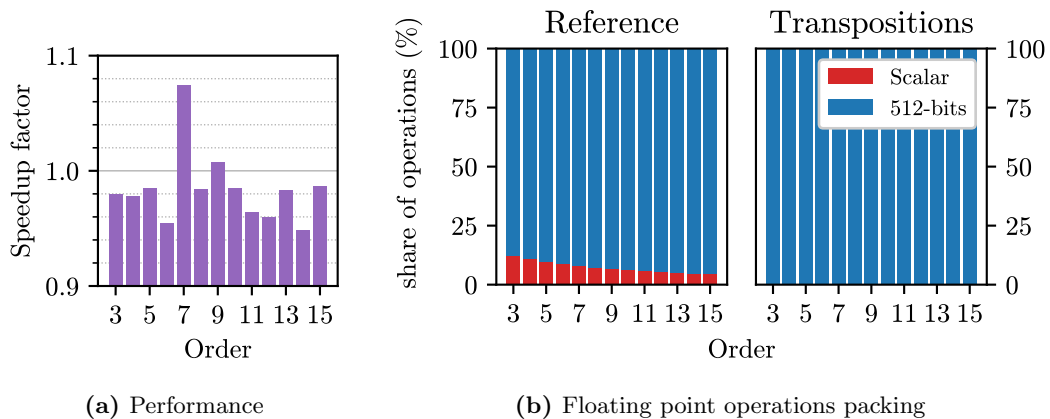 Reference Transpositions
1.1
1.0
0.9
Speedup factor
3 5 7 9 11 13 15
Order
(a) Performance
share of operations (%)
100
75
50
25
0
3 5 7 9 11 13 15
Scalar
512-bits
100
75
50
25
0
3 5 7 9 11 13 15
Order
(b) Floating point operations packing